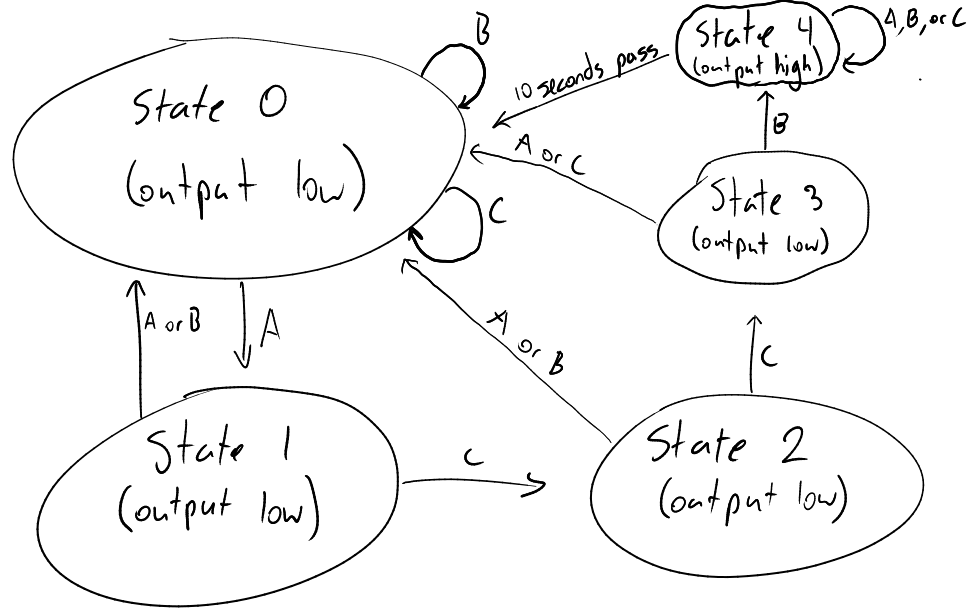 State 0
(output low)
B
C
10 seconds pass
State 4
(output high)
A, B, or C
B
A or C
State 3
(output low)
A or B
A
A or B
C
State 1
(output low)
C
State 2
(output low)